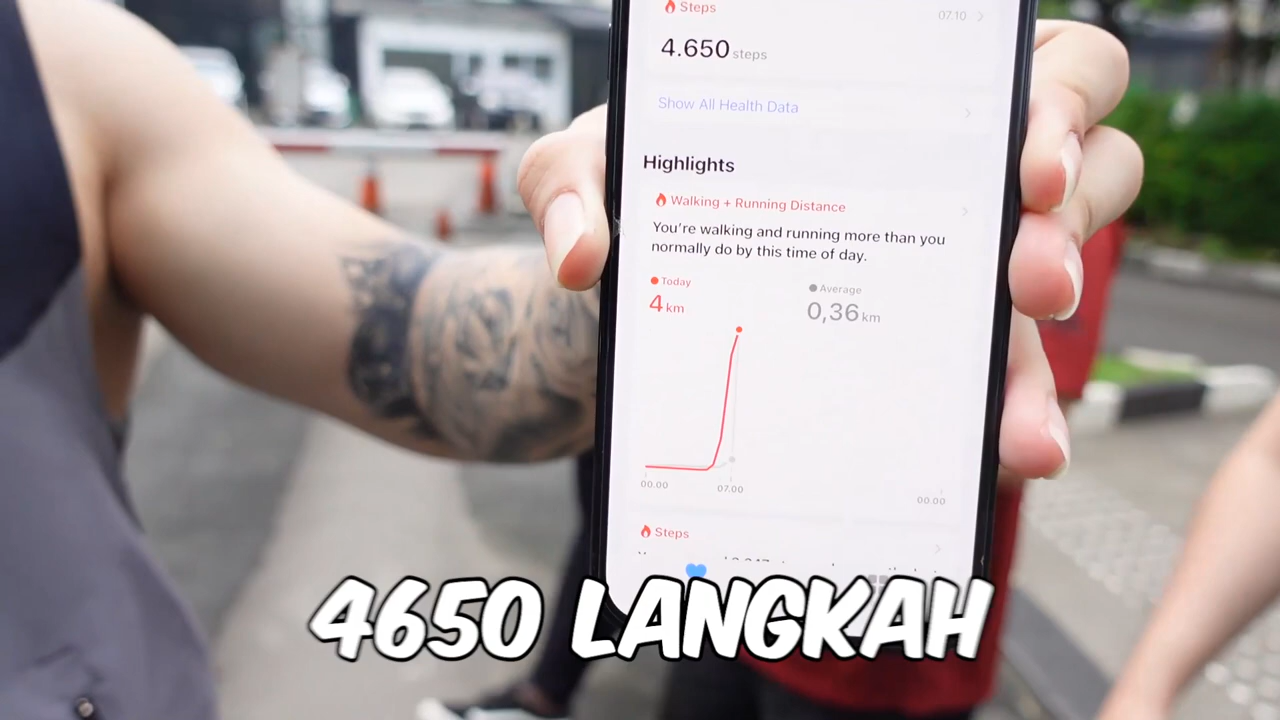 Steps
07.10
4.650 steps
Show All Health Data
Highlights
Walking + Running Distance
You're walking and running more than you
normally do by this time of day.
Today
Average
4 km
0,36 km
00.00
07.00
00.00
Steps
4650 LANGKAH